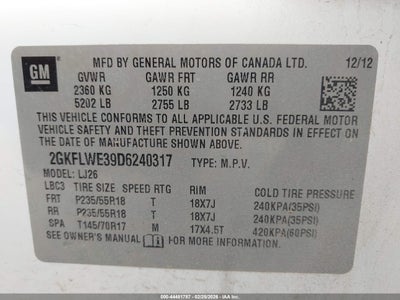 GM
MFD BY GENERAL MOTORS OF CANADA LTD. 12/12
GVWR GAWR FRT GAWR RR
2360 KG 1250 KG 1240 KG
5202 LB 2755 LB 2733 LB
THIS VEHICLE CONFORMS TO ALL APPLICABLE U.S. FEDERAL MOTOR
VEHICLE SAFETY, BUMPER, AND THEFT PREVENTION STANDARDS IN
EFFECT ON THE DATE OF MANUFACTURE SHOWN ABOVE.
2GKFLWE39D6240317 TYPE: M.P.V.
MODEL: LJ26
LBC3 TIRE SIZE SPEED RTG RIM COLD TIRE PRESSURE
FRT P235/55R18 T 18X7J 240KPA(35PSI)
RR P235/55R18 T 18X7J 240KPA(35PSI)
SPA T145/70R17 M 17X4.5T 420KPA(60PSI)
SEE OWNER'S MANUAL FOR ADDITIONAL INFORMATION.